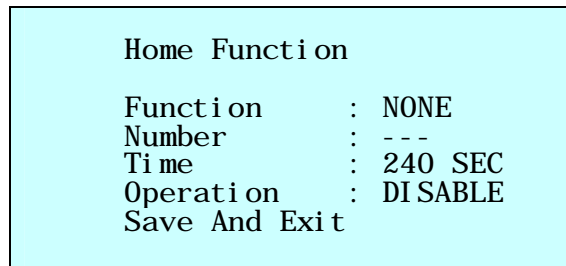 Home Function
Function : NONE
Number : ---
Time : 240 SEC
Operation : DISABLE
Save And Exit